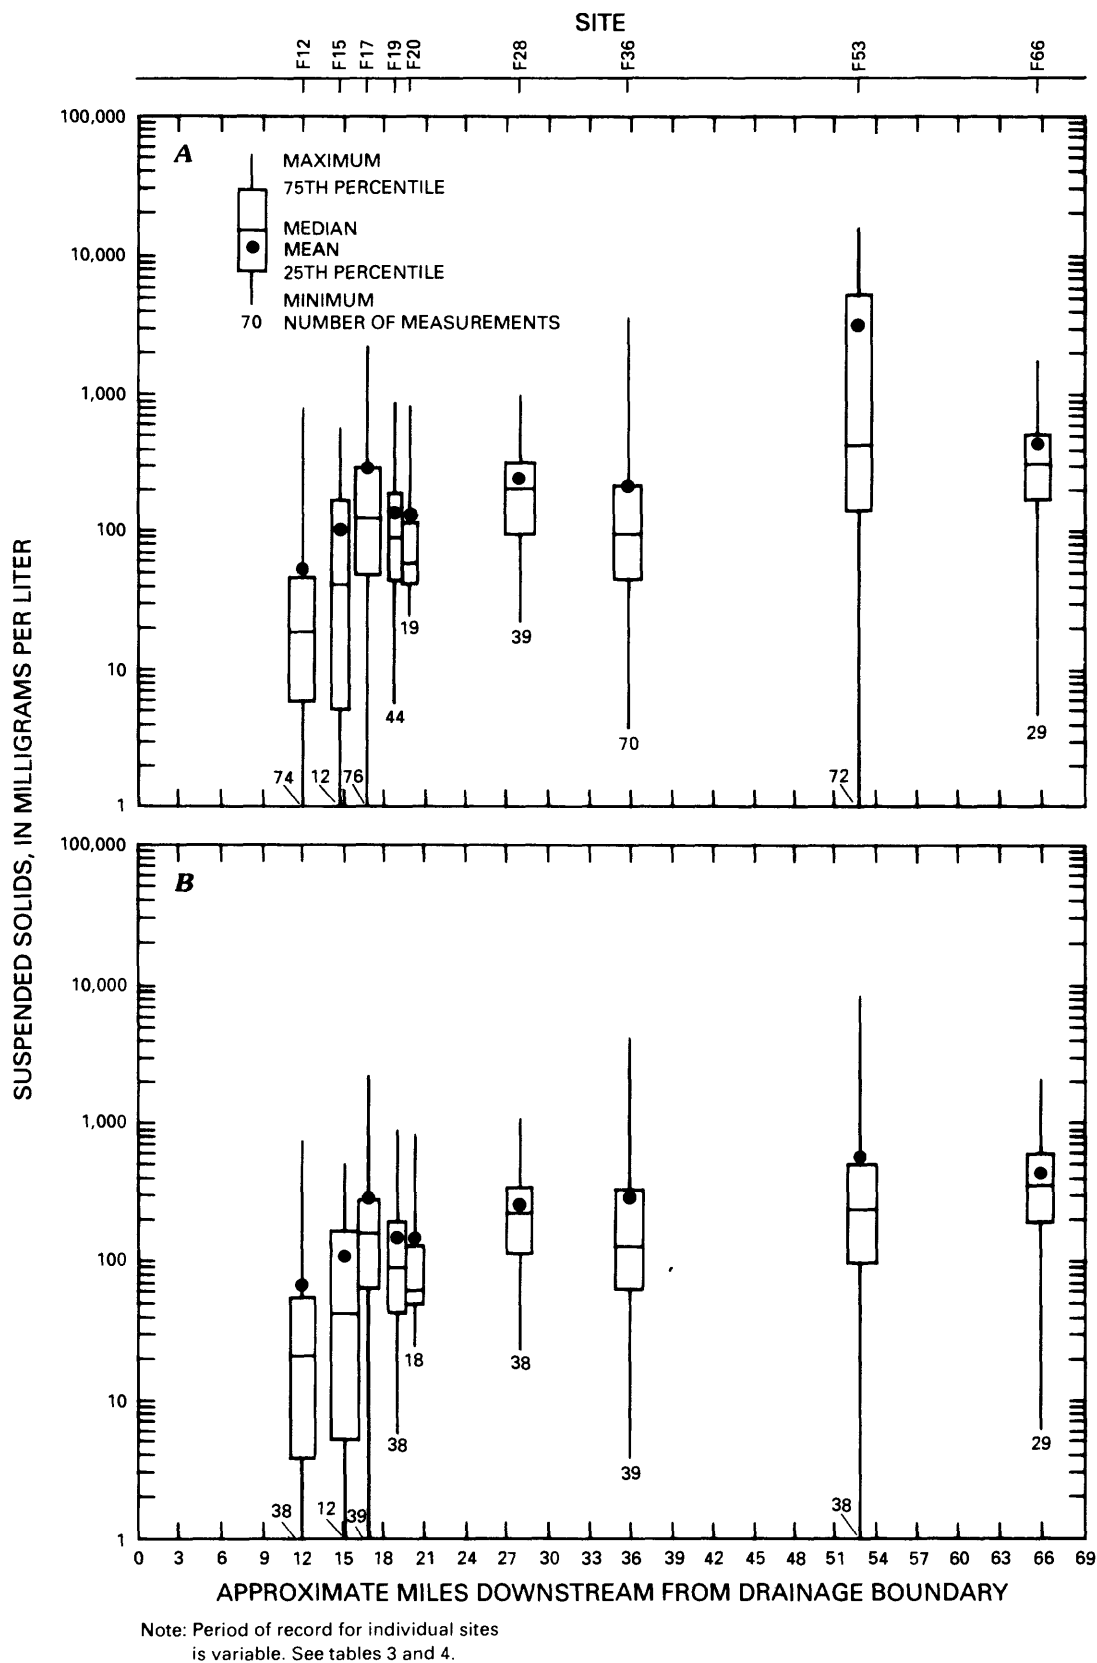 SITE
F12 F15 F17 F19 F20 F28 F36 F53 F66
100,000
A
MAXIMUM
75TH PERCENTILE
MEDIAN
MEAN
25TH PERCENTILE
MINIMUM
70 NUMBER OF MEASUREMENTS
10,000
1,000
100
10
1
19
39
44
70
29
74 12 76 72
SUSPENDED SOLIDS, IN MILLIGRAMS PER LITER
100,000
B
10,000
1,000
100
10
1
18
38
38
39
29
38 12 39 38
0 3 6 9 12 15 18 21 24 27 30 33 36 39 42 45 48 51 54 57 60 63 66 69
APPROXIMATE MILES DOWNSTREAM FROM DRAINAGE BOUNDARY
Note: Period of record for individual sites
is variable. See tables 3 and 4.